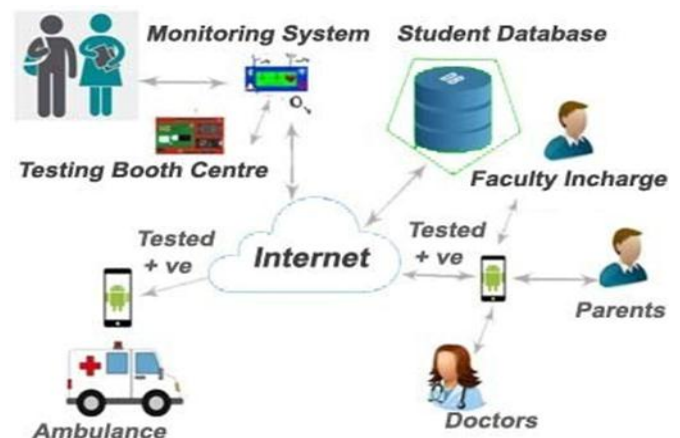 Monitoring System
Student Database
Testing Booth Centre
Faculty Incharge
Tested
+ ve
Internet
Tested
+ ve
Parents
Doctors
Ambulance